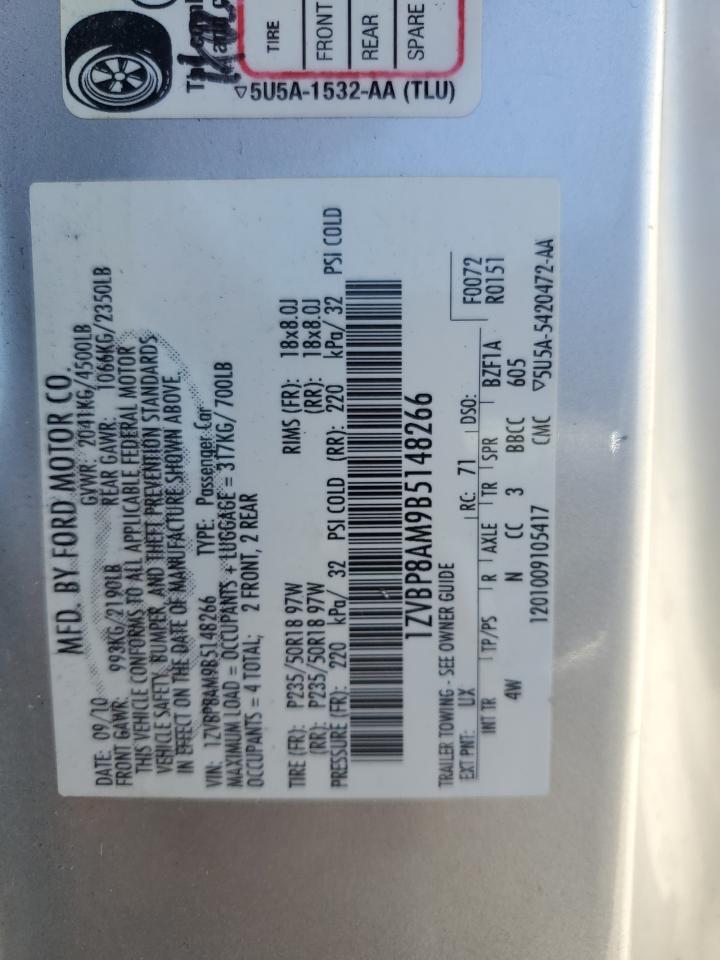 TIRE
FRONT
REAR
SPARE
▽5U5A-1532-AA (TLU)
MFD. BY FORD MOTOR CO.
DATE: 09/10 GVWR: 2041KG/4500LB
FRONT GAWR: 993KG/2190LB REAR GAWR: 1066KG/2350LB
THIS VEHICLE CONFORMS TO ALL APPLICABLE FEDERAL MOTOR
VEHICLE SAFETY, BUMPER, AND THEFT PREVENTION STANDARDS
IN EFFECT ON THE DATE OF MANUFACTURE SHOWN ABOVE.
VIN: 1ZVBP8AM9B5148266 TYPE: Passenger Car
MAXIMUM LOAD = OCCUPANTS + LUGGAGE = 317KG/ 700LB
OCCUPANTS = 4 TOTAL; 2 FRONT, 2 REAR
TIRE (FR): P235/50R18 97W RIMS (FR): 18x8.0J
(RR): P235/50R18 97W (RR): 18x8.0J
PRESSURE (FR): 220 kPa/ 32 PSI COLD (RR): 220 kPa/ 32 PSI COLD
1ZVBP8AM9B5148266
TRAILER TOWING - SEE OWNER GUIDE
EXT PNT: UX RC: 71 DSO: F0072
R0151
INT TR TP/PS R AXLE TR SPR BZF1A
4W N CC 3 BBCC 605
1201009105417 CMC ▽5U5A-5420472-AA